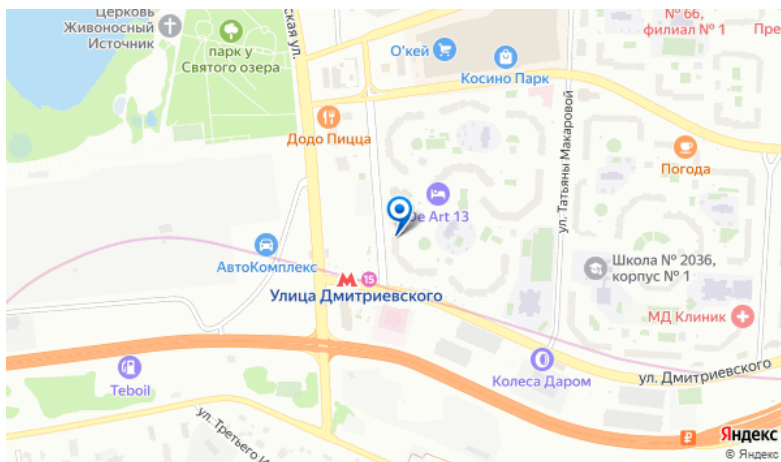 Церковь
Живоносный
Источник
парк у
Святого озера
ская ул.
О'кей
Косино Парк
№ 66,
филиал № 1
Пре
Додо Пицца
ул. Татьяны Макаровой
Погода
De Art 13
АвтоКомплекс
15
Улица Дмитриевского
Школа № 2036,
корпус № 1
МД Клиник
Teboil
Колеса Даром
ул. Дмитриевского
ул. Третьего И
₽
Яндекс
© Яндекс